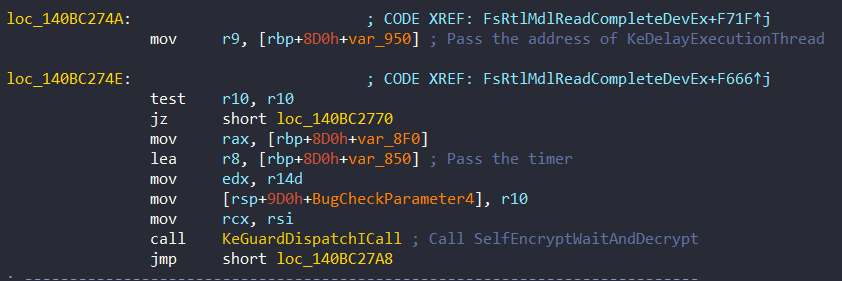 loc_140BC274A: ; CODE XREF: FsRtlMdlReadCompleteDevEx+F71F↑j
mov r9, [rbp+8D0h+var_950] ; Pass the address of KeDelayExecutionThread
loc_140BC274E: ; CODE XREF: FsRtlMdlReadCompleteDevEx+F666↑j
test r10, r10
jz short loc_140BC2770
mov rax, [rbp+8D0h+var_8F0]
lea r8, [rbp+8D0h+var_850] ; Pass the timer
mov edx, r14d
mov [rsp+9D0h+BugCheckParameter4], r10
mov rcx, rsi
call KeGuardDispatchICall ; Call SelfEncryptWaitAndDecrypt
jmp short loc_140BC27A8
; ---------------------------------------------------------------------------